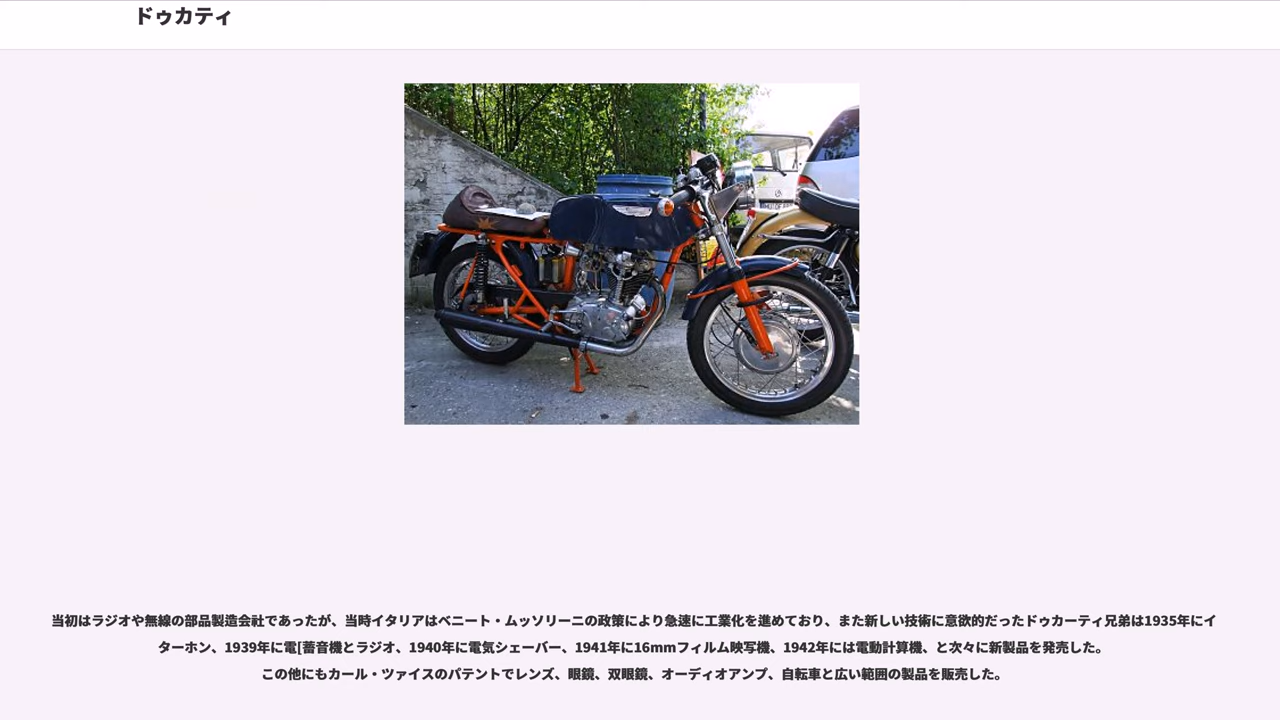 ドゥカティ
当初はラジオや無線の部品製造会社であったが、当時イタリアはベニート・ムッソリーニの政策により急速に工業化を進めており、また新しい技術に意欲的だったドゥカーティ兄弟は1935年にイ
ターホン、1939年に電[蓄音機とラジオ、1940年に電気シェーバー、1941年に16mmフィルム映写機、1942年には電動計算機、と次々に新製品を発売した。
この他にもカール・ツァイスのパテントでレンズ、眼鏡、双眼鏡、オーディオアンプ、自転車と広い範囲の製品を販売した。